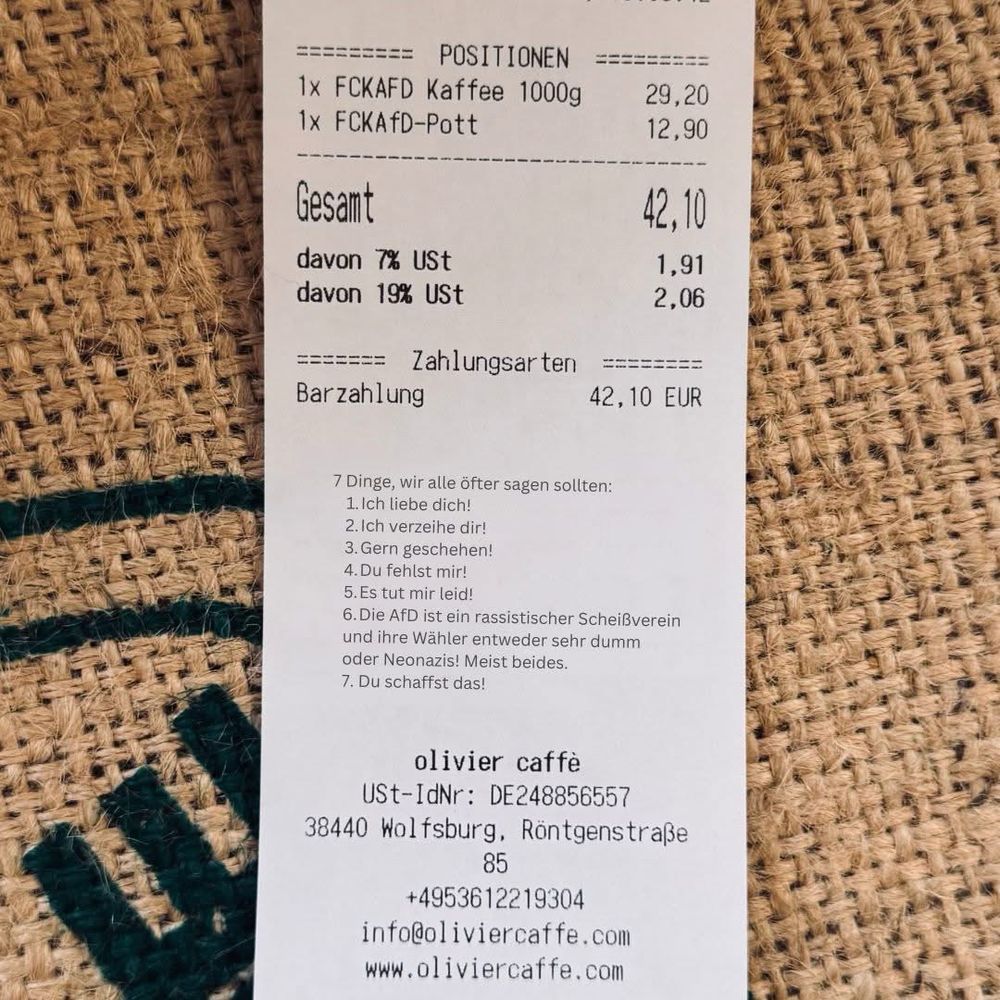 ========= POSITIONEN =========
1x FCKAFD Kaffee 1000g 29,20
1x FCKAfD-Pott 12,90
Gesamt 42,10
davon 7% USt 1,91
davon 19% USt 2,06
======= Zahlungsarten ========
Barzahlung 42,10 EUR
7 Dinge, wir alle öfter sagen sollten:
1. Ich liebe dich!
2. Ich verzeihe dir!
3. Gern geschehen!
4. Du fehlst mir!
5. Es tut mir leid!
6. Die AfD ist ein rassistischer Scheißverein
und ihre Wähler entweder sehr dumm
oder Neonazis! Meist beides.
7. Du schaffst das!
olivier caffè
USt-IdNr: DE248856557
38440 Wolfsburg, Röntgenstraße
85
+4953612219304
info@oliviercaffe.com
www.oliviercaffe.com